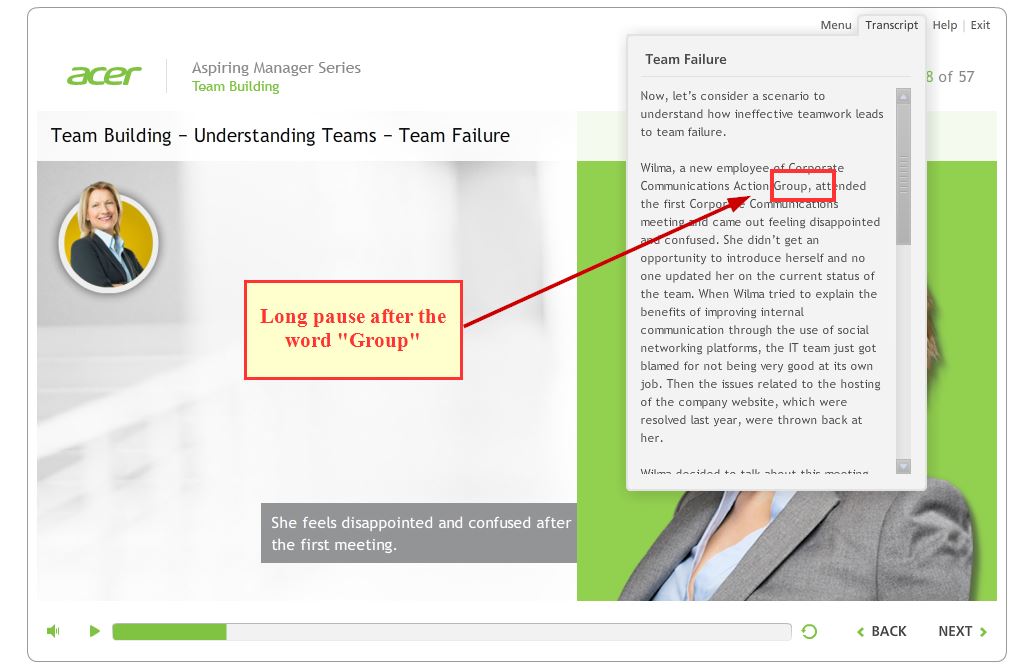 Menu Transcript Help Exit
acer
Aspiring Manager Series
Team Building
8 of 57
Team Building – Understanding Teams – Team Failure
Team Failure
Now, let's consider a scenario to
understand how ineffective teamwork leads
to team failure.
Wilma, a new employee of Corporate
Communications Action Group, attended
the first Corporate Communications
meeting and came out feeling disappointed
and confused. She didn't get an
opportunity to introduce herself and no
one updated her on the current status of
the team. When Wilma tried to explain the
benefits of improving internal
communication through the use of social
networking platforms, the IT team just got
blamed for not being very good at its own
job. Then the issues related to the hosting
of the company website, which were
resolved last year, were thrown back at
her.
Wilma decided to talk about this meeting
Long pause after the
word "Group"
She feels disappointed and confused after
the first meeting.
BACK NEXT